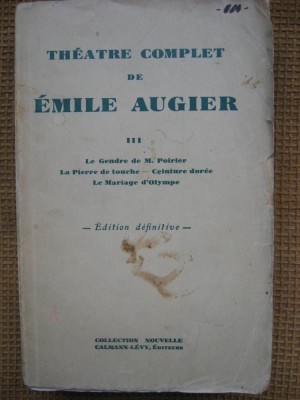 THÉATRE COMPLET
DE
ÉMILE AUGIER
III
Le Gendre de M. Poirier
La Pierre de touche — Ceinture dorée
Le Mariage d'Olympe
— Édition définitive —
COLLECTION NOUVELLE
CALMANN-LÉVY, ÉDITEURS